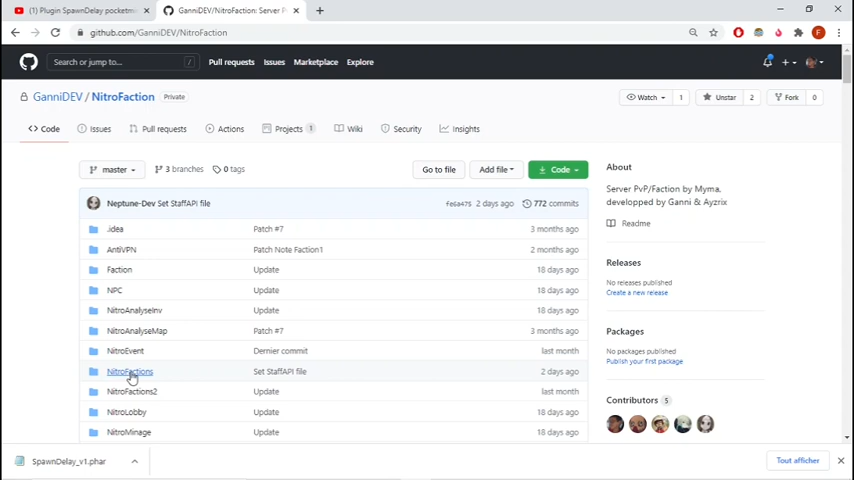 (1) Plugin SpawnDelay pocketmi
GanniDEV/NitroFaction: Server P
github.com/GanniDEV/NitroFaction
F
Search or jump to...
/
Pull requests
Issues
Marketplace
Explore
GanniDEV / NitroFaction
Private
Watch
1
Unstar
2
Fork
0
Code
Issues
Pull requests
Actions
Projects
1
Wiki
Security
Insights
master
3 branches
0 tags
Go to file
Add file
Code
Neptune-Dev Set StaffAPI file
fe6a475
2 days ago
772 commits
.idea
Patch #7
3 months ago
AntiVPN
Patch Note Faction1
2 months ago
Faction
Update
18 days ago
NPC
Update
18 days ago
NitroAnalyseInv
Update
18 days ago
NitroAnalyseMap
Patch #7
3 months ago
NitroEvent
Dernier commit
last month
NitroFactions
Set StaffAPI file
2 days ago
NitroFactions2
Update
last month
NitroLobby
Update
18 days ago
NitroMinage
Update
18 days ago
About
Server PvP/Faction by Myma,
developped by Ganni & Ayzrix
Readme
Releases
No releases published
Create a new release
Packages
No packages published
Publish your first package
Contributors
5
SpawnDelay_v1.phar
Tout afficher